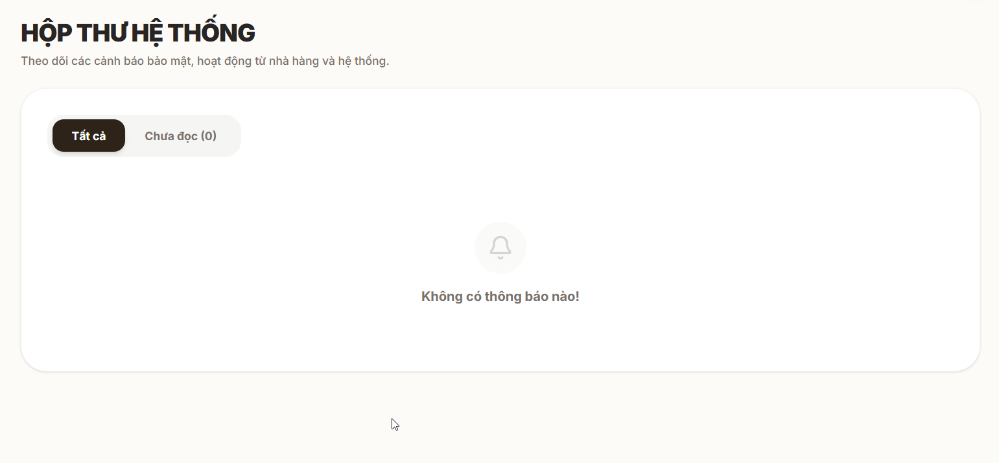 HỘP THƯ HỆ THỐNG
Theo dõi các cảnh báo bảo mật, hoạt động từ nhà hàng và hệ thống.
Tất cả
Chưa đọc (0)
Không có thông báo nào!